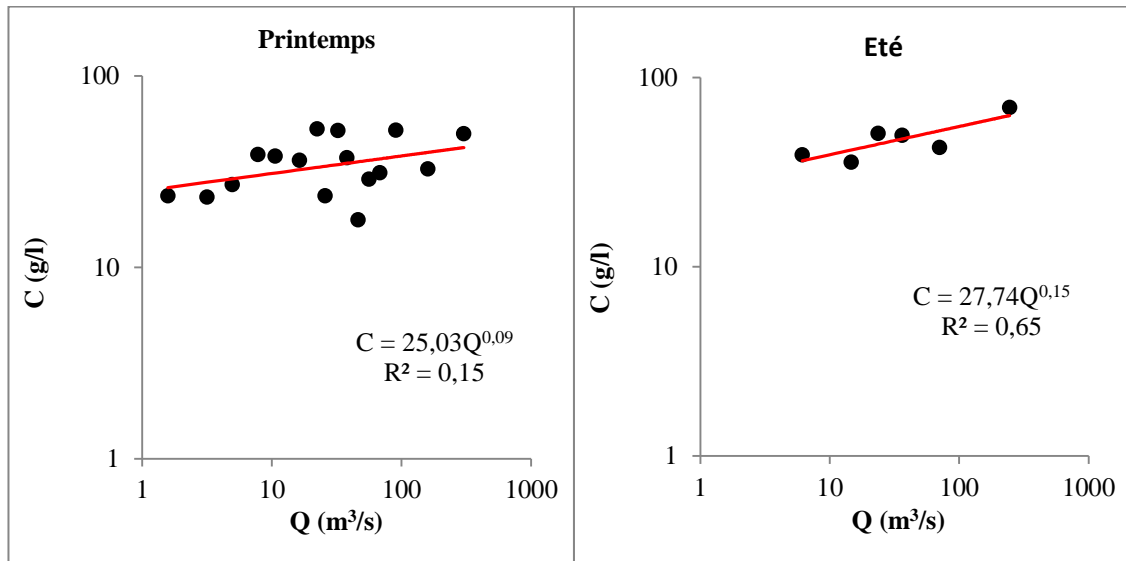 Printemps
100
10
1
1
10
100
1000
C (g/l)
Q (m³/s)
C = 25,03Q^0,09
R² = 0,15
Eté
100
10
1
1
10
100
1000
C (g/l)
Q (m³/s)
C = 27,74Q^0,15
R² = 0,65